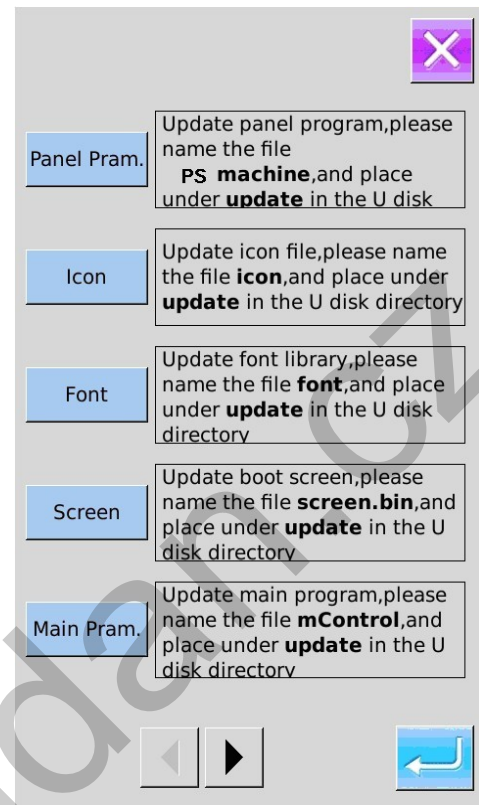 Panel Pram.
Update panel program,please
name the file
PS machine,and place
under update in the U disk
Icon
Update icon file,please name
the file icon,and place under
update in the U disk directory
Font
Update font library,please
name the file font,and place
under update in the U disk
directory
Screen
Update boot screen,please
name the file screen.bin,and
place under update in the U
disk directory
Main Pram.
Update main program,please
name the file mControl,and
place under update in the U
disk directory
dan.cz